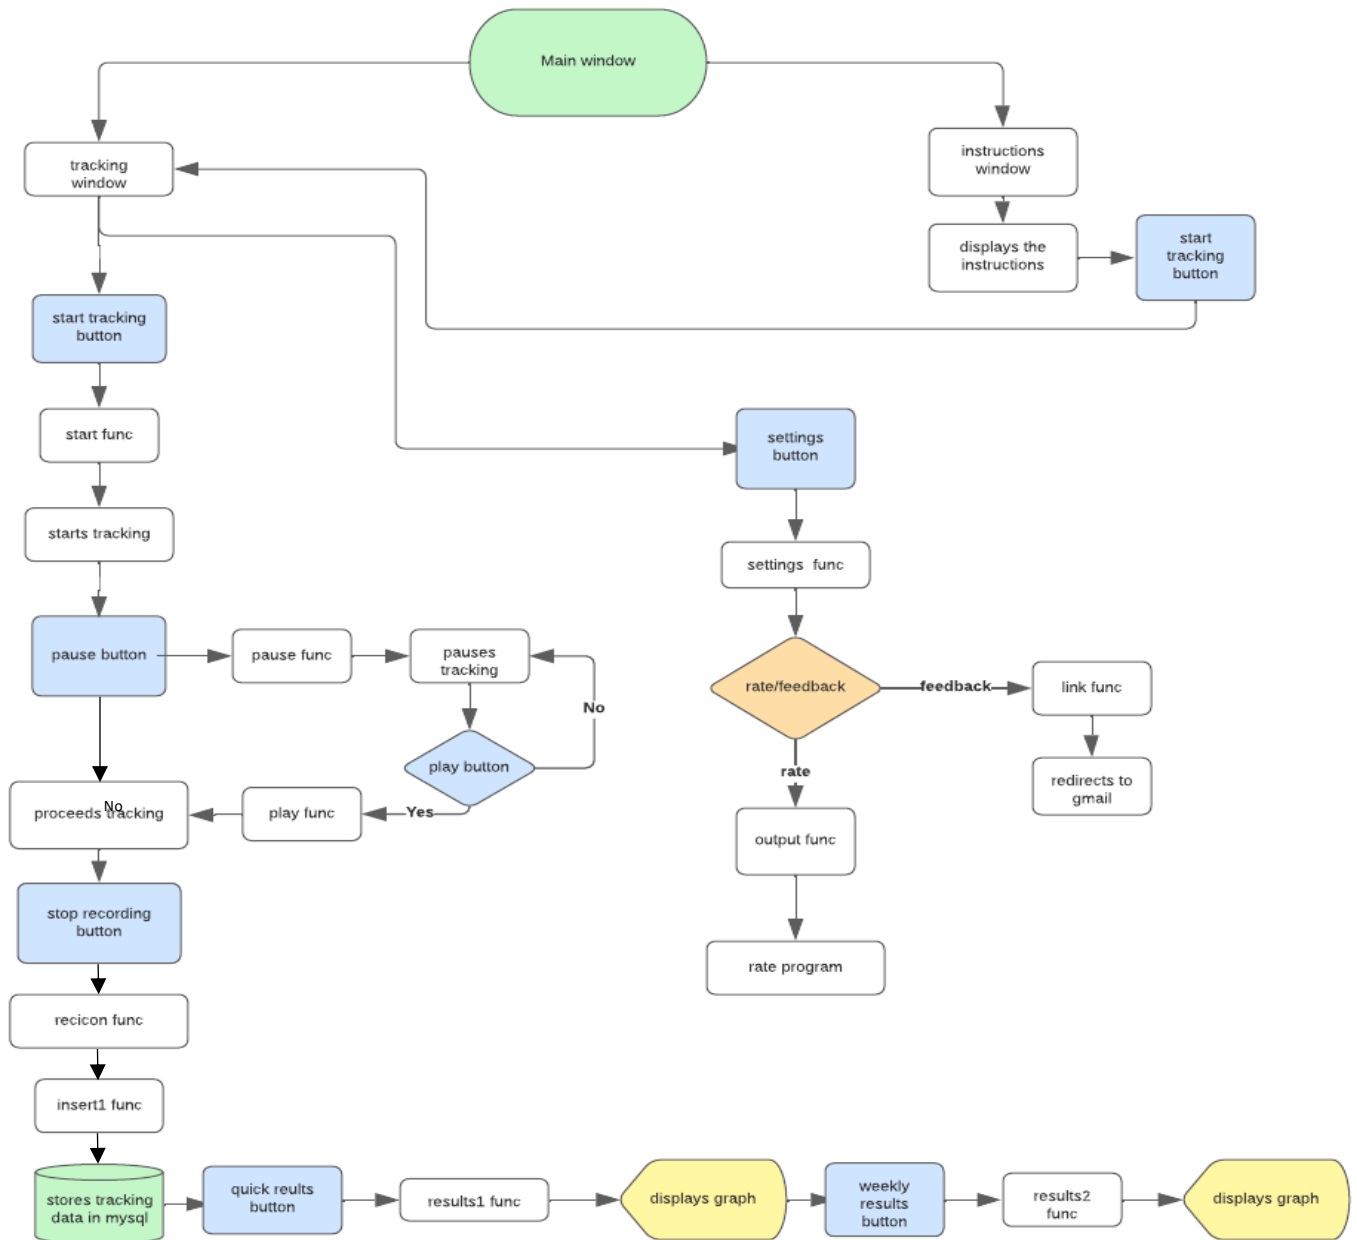 Main window
tracking
window
instructions
window
displays the
instructions
start
tracking
button
start tracking
button
start func
settings
button
starts tracking
settings  func
pause button
pause func
pauses
tracking
rate/feedback
feedback
link func
No
play button
rate
redirects to
gmail
No
proceeds tracking
play func
Yes
output func
stop recording
button
rate program
recicon func
insert1 func
stores tracking
data in mysql
quick reults
button
results1 func
displays graph
weekly
results
button
results2
func
displays graph